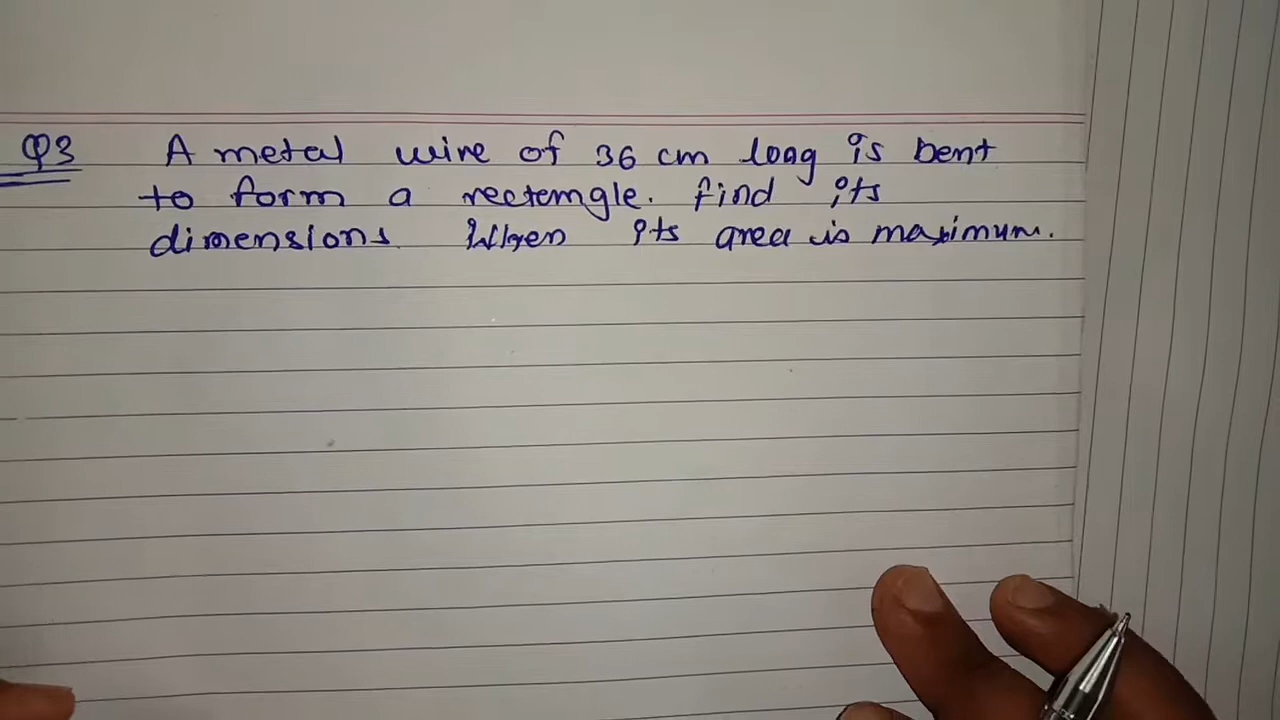 Q3 A metal wire of 36 cm long is bent
to form a rectemgle. find its
dimensions When its area is maximum.